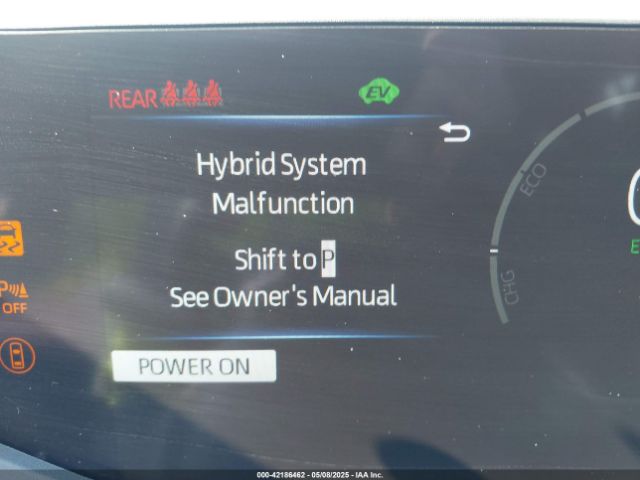 REAR
EV
Hybrid System
Malfunction
Shift to P
See Owner's Manual
POWER ON
P
OFF
ECO
CHG
E
000-42186462 - 05/08/2025 - IAA Inc.